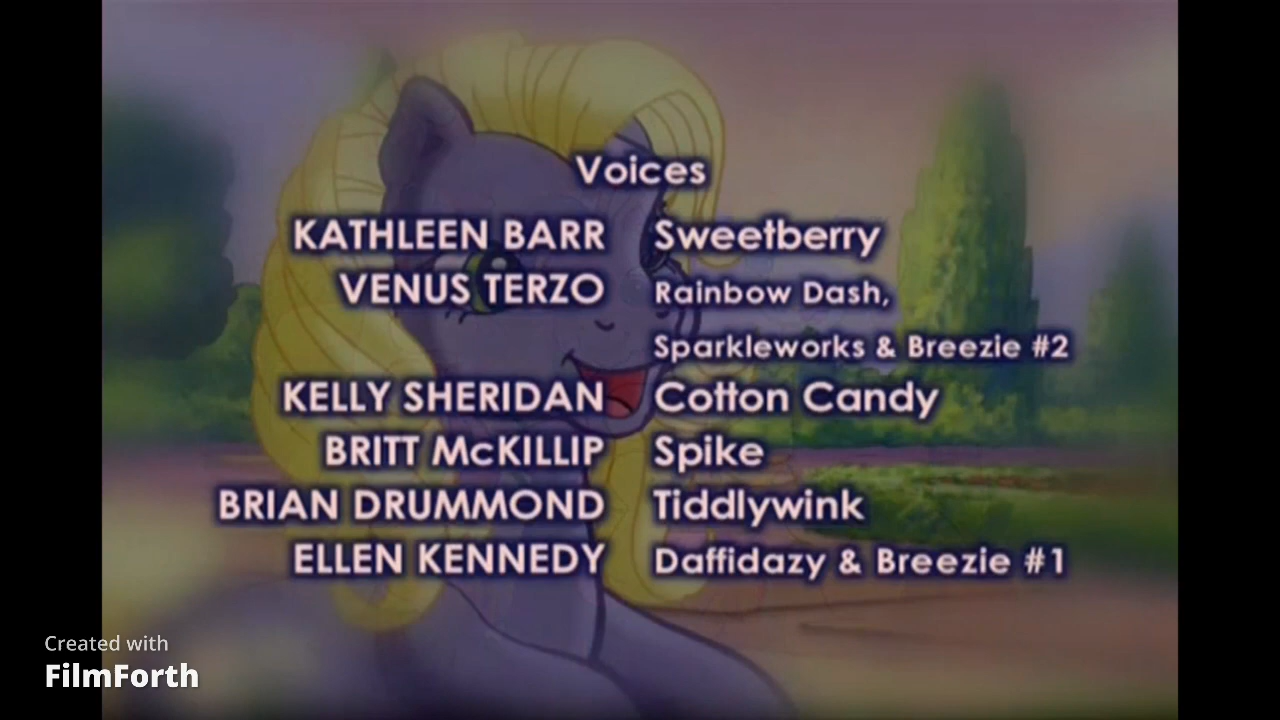 Voices
KATHLEEN BARR Sweetberry
VENUS TERZO Rainbow Dash,
Sparkleworks & Breezie #2
KELLY SHERIDAN Cotton Candy
BRITT McKILLIP Spike
BRIAN DRUMMOND Tiddlywink
ELLEN KENNEDY Daffidazy & Breezie #1
Created with
FilmForth